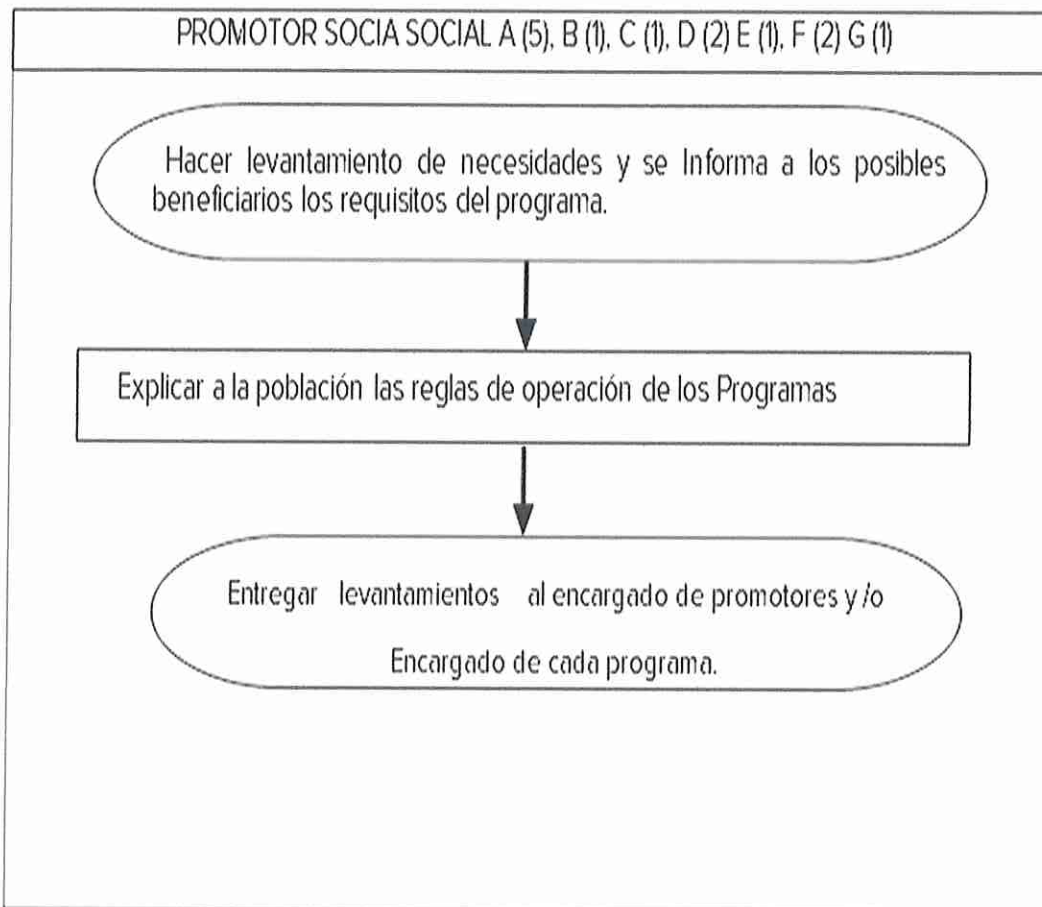 PROMOTOR SOCIA SOCIAL A (5), B (1), C (1), D (2) E (1), F (2) G (1)
Hacer levantamiento de necesidades y se Informa a los posibles
beneficiarios los requisitos del programa.
Explicar a la población las reglas de operación de los Programas
Entregar levantamientos al encargado de promotores y /o
Encargado de cada programa.